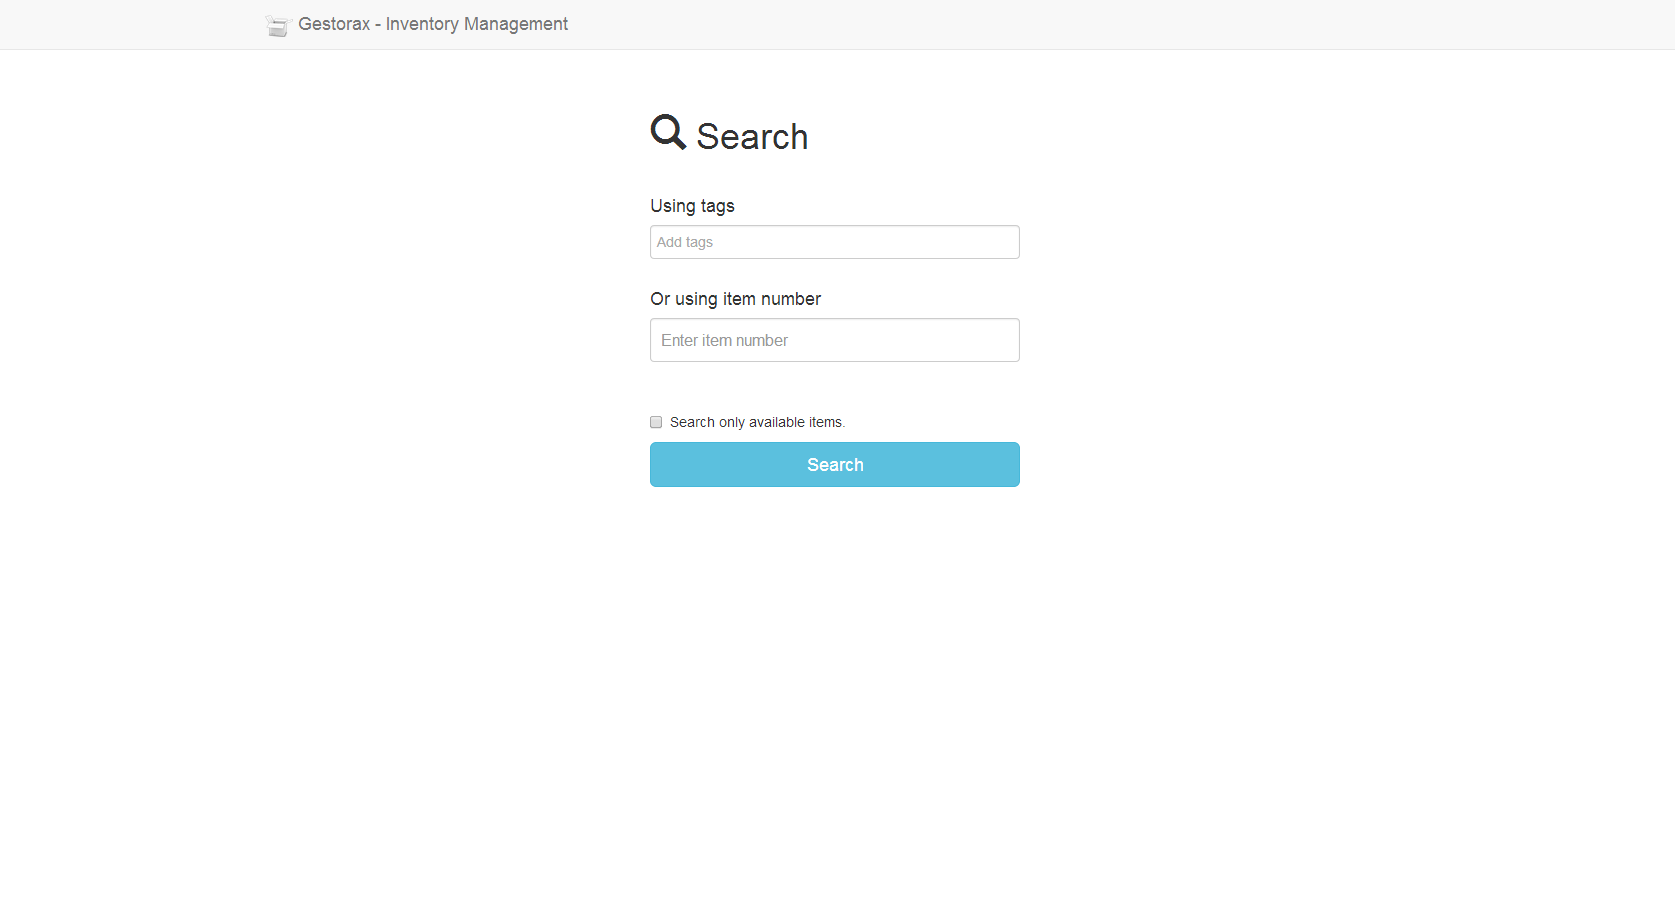 Gestorax - Inventory Management
Search
Using tags
Add tags
Or using item number
Enter item number
Search only available items.
Search